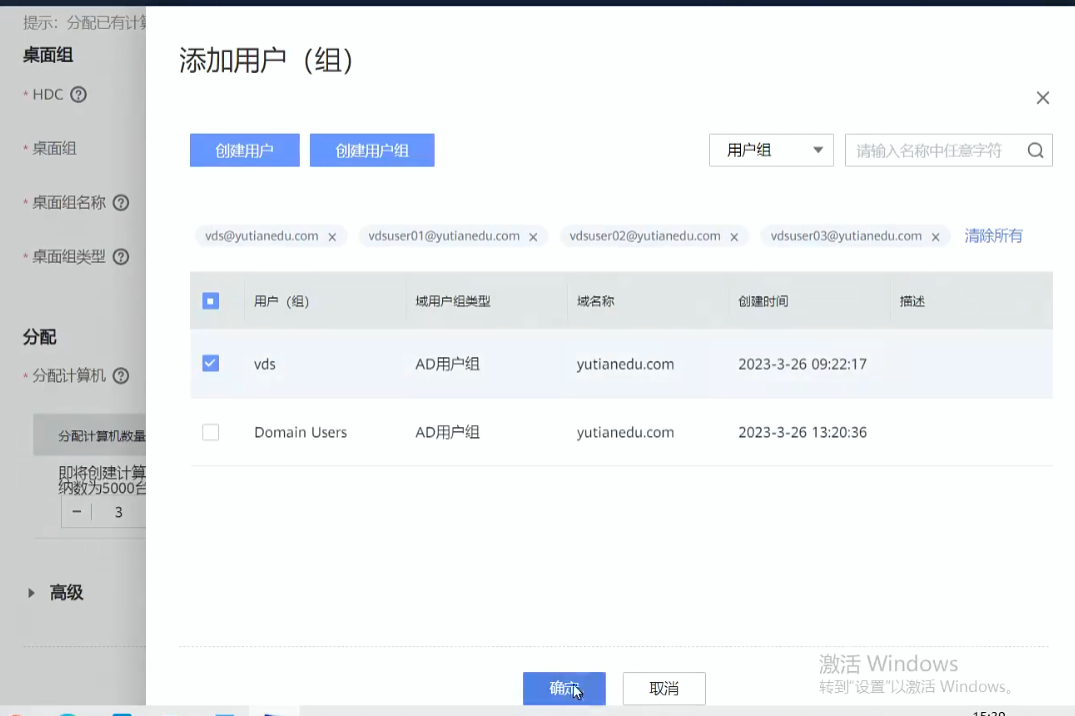 提示：分配已有计算
桌面组
* HDC
* 桌面组
* 桌面组名称
* 桌面组类型
分配
* 分配计算机
分配计算机数量
即将创建计算
纳数为5000台
3
高级
添加用户（组）
创建用户
创建用户组
用户组
请输入名称中任意字符
vds@yutianedu.com
vdsuser01@yutianedu.com
vdsuser02@yutianedu.com
vdsuser03@yutianedu.com
清除所有
用户（组） 域用户组类型 域名称 创建时间 描述
vds AD用户组 yutianedu.com 2023-3-26 09:22:17
Domain Users AD用户组 yutianedu.com 2023-3-26 13:20:36
确定
取消
激活 Windows
转到"设置"以激活 Windows。